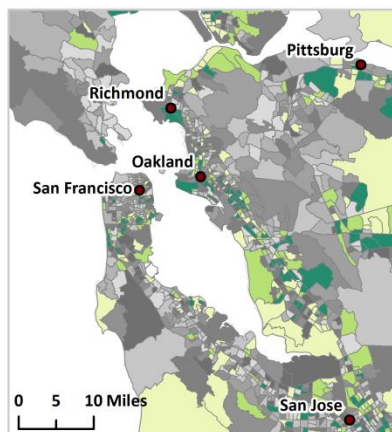 Pittsburg
Richmond
Oakland
San Francisco
0 5 10 Miles
San Jose